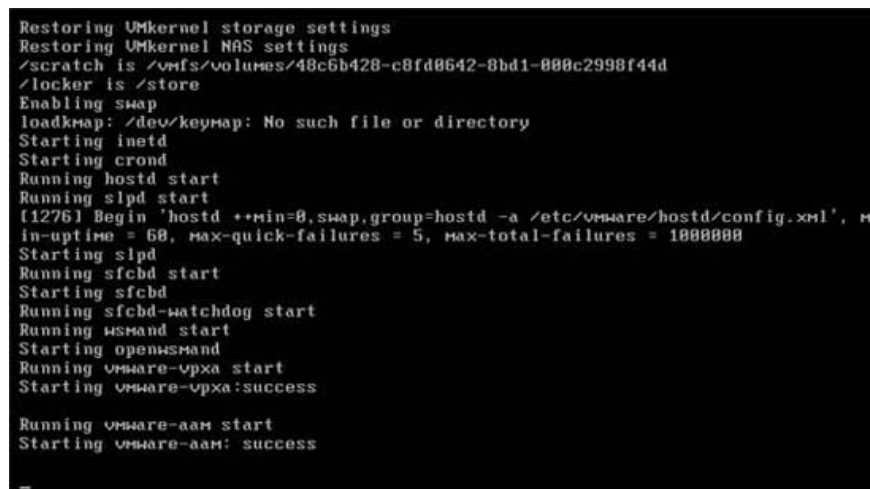 Restoring VMkernel storage settings
Restoring VMkernel NAS settings
/scratch is /vmfs/volumes/48c6b428-c8fd0642-8bd1-000c2998f44d
/locker is /store
Enabling swap
loadkmap: /dev/keymap: No such file or directory
Starting inetd
Starting crond
Running hostd start
Running slpd start
[1276] Begin 'hostd ++min=0,swap,group=hostd -a /etc/vmware/hostd/config.xml', m
in-uptime = 60, max-quick-failures = 5, max-total-failures = 1000000
Starting slpd
Running sfcbd start
Starting sfcbd
Running sfcbd-watchdog start
Running wsmand start
Starting openwsmand
Running vmware-vpxa start
Starting vmware-vpxa:success
Running vmware-aam start
Starting vmware-aam: success